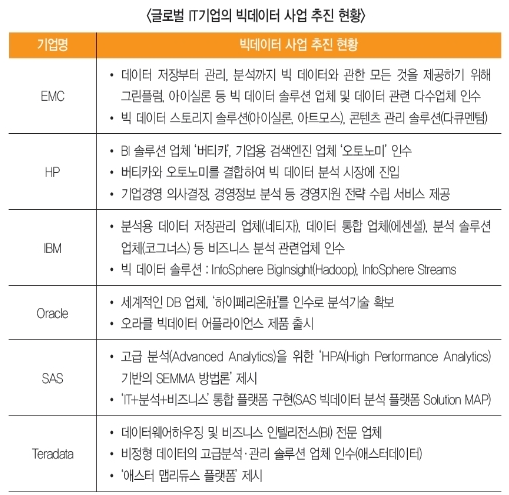 <글로벌 IT기업의 빅데이터 사업 추진 현황>
기업명 빅데이터 사업 추진 현황
EMC
• 데이터 저장부터 관리, 분석까지 빅 데이터와 관한 모든 것을 제공하기 위해
그린플럼, 아이실론 등 빅 데이터 솔루션 업체 및 데이터 관련 다수업체 인수
• 빅 데이터 스토리지 솔루션(아이실론, 아트모스), 콘텐츠 관리 솔루션(다큐멘텀)
HP
• BI 솔루션 업체 '버티카', 기업용 검색엔진 업체 '오토노미' 인수
• 버티카와 오토노미를 결합하여 빅 데이터 분석 시장에 진입
• 기업경영 의사결정, 경영정보 분석 등 경영지원 전략 수립 서비스 제공
IBM
• 분석용 데이터 저장관리 업체(네티자), 데이터 통합 업체(에센셜), 분석 솔루션
업체(코그너스) 등 비즈니스 분석 관련업체 인수
• 빅 데이터 솔루션 : InfoSphere BigInsight(Hadoop), InfoSphere Streams
Oracle
• 세계적인 DB 업체, '하이페리온社'를 인수로 분석기술 확보
• 오라클 빅데이터 어플라이언스 제품 출시
SAS
• 고급 분석(Advanced Analytics)을 위한 'HPA(High Performance Analytics)
기반의 SEMMA 방법론' 제시
• 'IT+분석+비즈니스' 통합 플랫폼 구현(SAS 빅데이터 분석 플랫폼 Solution MAP)
Teradata
• 데이터웨어하우징 및 비즈니스 인텔리전스(BI) 전문 업체
• 비정형 데이터의 고급분석·관리 솔루션 업체 인수(애스터데이터)
• '애스터 맵리듀스 플랫폼' 제시